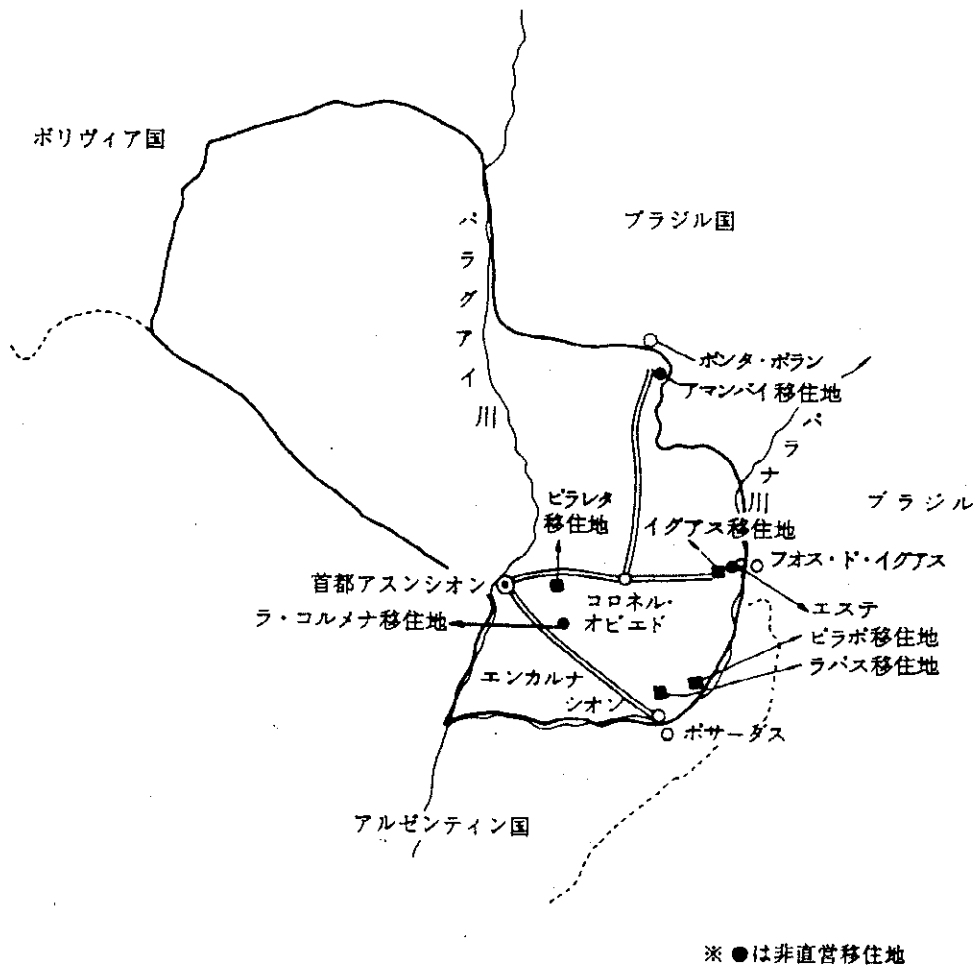 ボリヴィア国
ブラジル国
パラグアイ川
ポンタ・ポラン
アマンバイ移住地
パラナ川
ブラジル
ピラレタ
移住地
イグアス移住地
フオス・ド・イグアス
首都アスンシオン
コロネル・
オビエド
エステ
ラ・コルメナ移住地
ピラポ移住地
ラパス移住地
エンカルナ
シオン
ポサーダス
アルゼンティン国
※ ●は非直営移住地